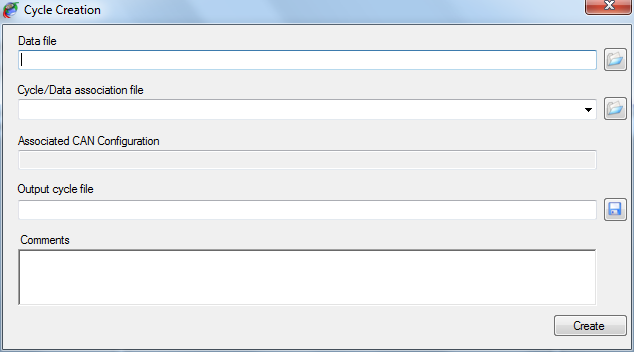 Cycle Creation
Data file
Cycle/Data association file
Associated CAN Configuration
Output cycle file
Comments
Create